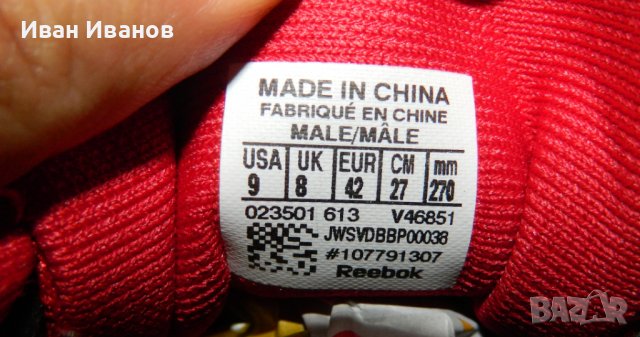 Иван Иванов
MADE IN CHINA
FABRIQUÉ EN CHINE
MALE/MÂLE
USA UK EUR CM mm
9 8 42 27 270
023501 613 V46851
JWSVDBBP00038
#107791307
Reebok
BAZAR